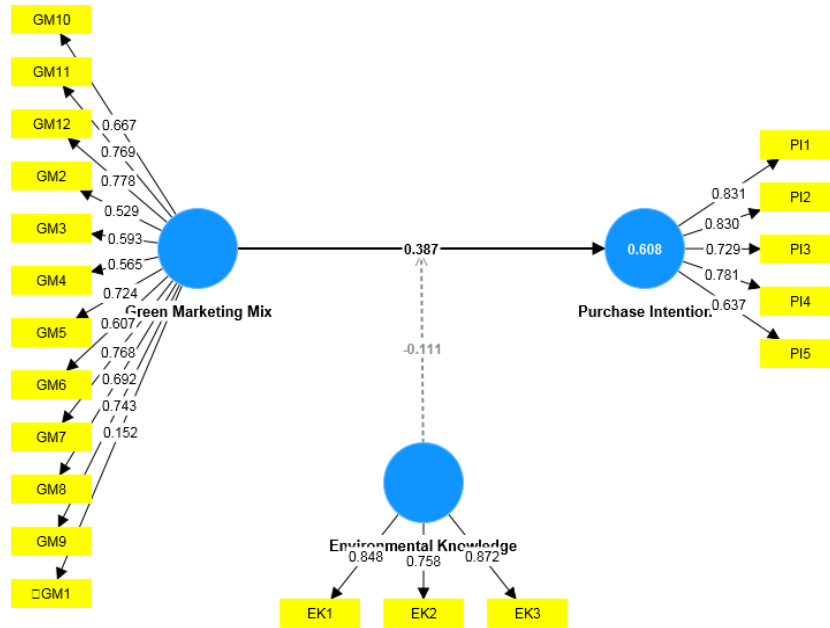 GM10
GM11
GM12
GM2
GM3
GM4
GM5
GM6
GM7
GM8
GM9
GM1
0.667
0.769
0.778
0.529
0.593
0.565
0.724
0.607
0.768
0.692
0.743
0.152
Green Marketing Mix
0.387
-0.111
0.608
Purchase Intention
0.831
0.830
0.729
0.781
0.637
PI1
PI2
PI3
PI4
PI5
Environmental Knowledge
0.848
0.758
0.872
EK1
EK2
EK3